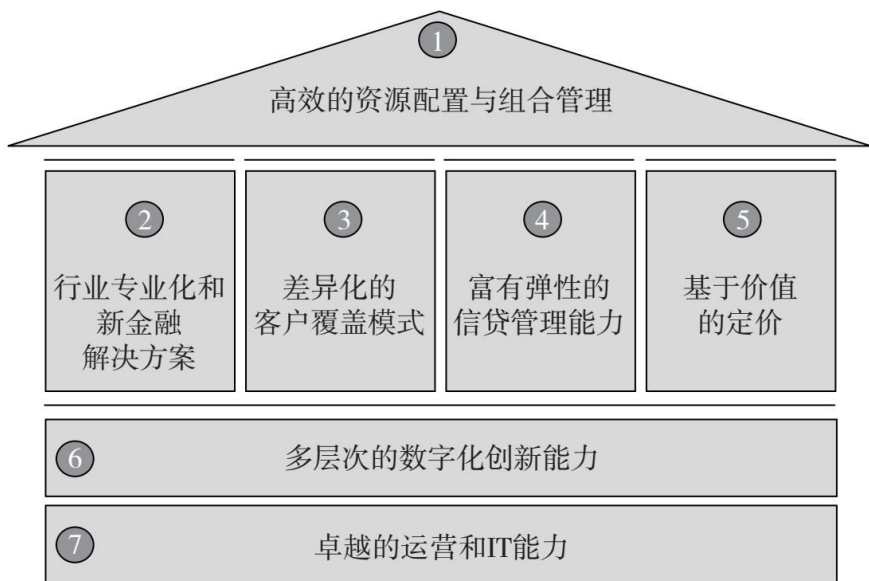 1
高效的资源配置与组合管理
2
行业专业化和
新金融
解决方案
3
差异化的
客户覆盖模式
4
富有弹性的
信贷管理能力
5
基于价值
的定价
6
多层次的数字化创新能力
7
卓越的运营和IT能力